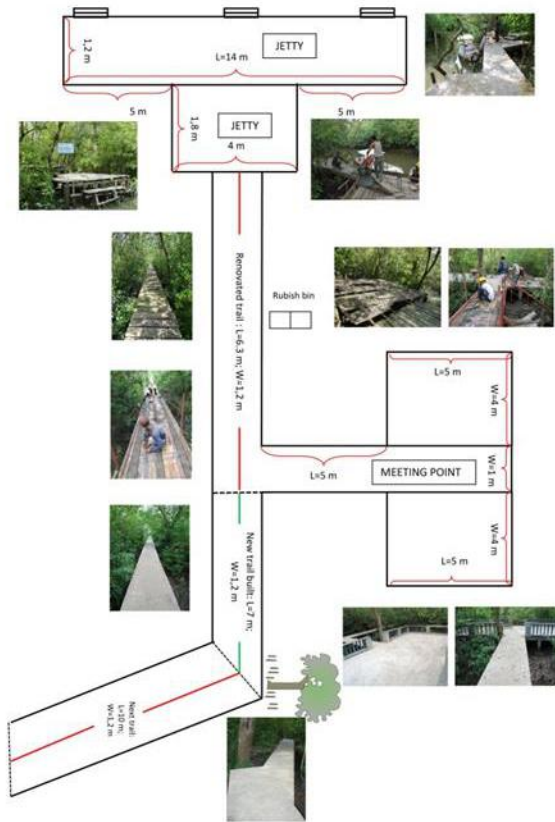 1,2 m
JETTY
L=14 m
5 m
5 m
1,8 m
JETTY
4 m
Renovated trail : L=6.3 m; W=1,2 m
Rubish bin
L=5 m
W=4 m
L=5 m
MEETING POINT
W=1 m
New trail built: L=7 m;
W=1,2 m
L=5 m
W=4 m
Next trail:
L=10 m;
W=1,2 m